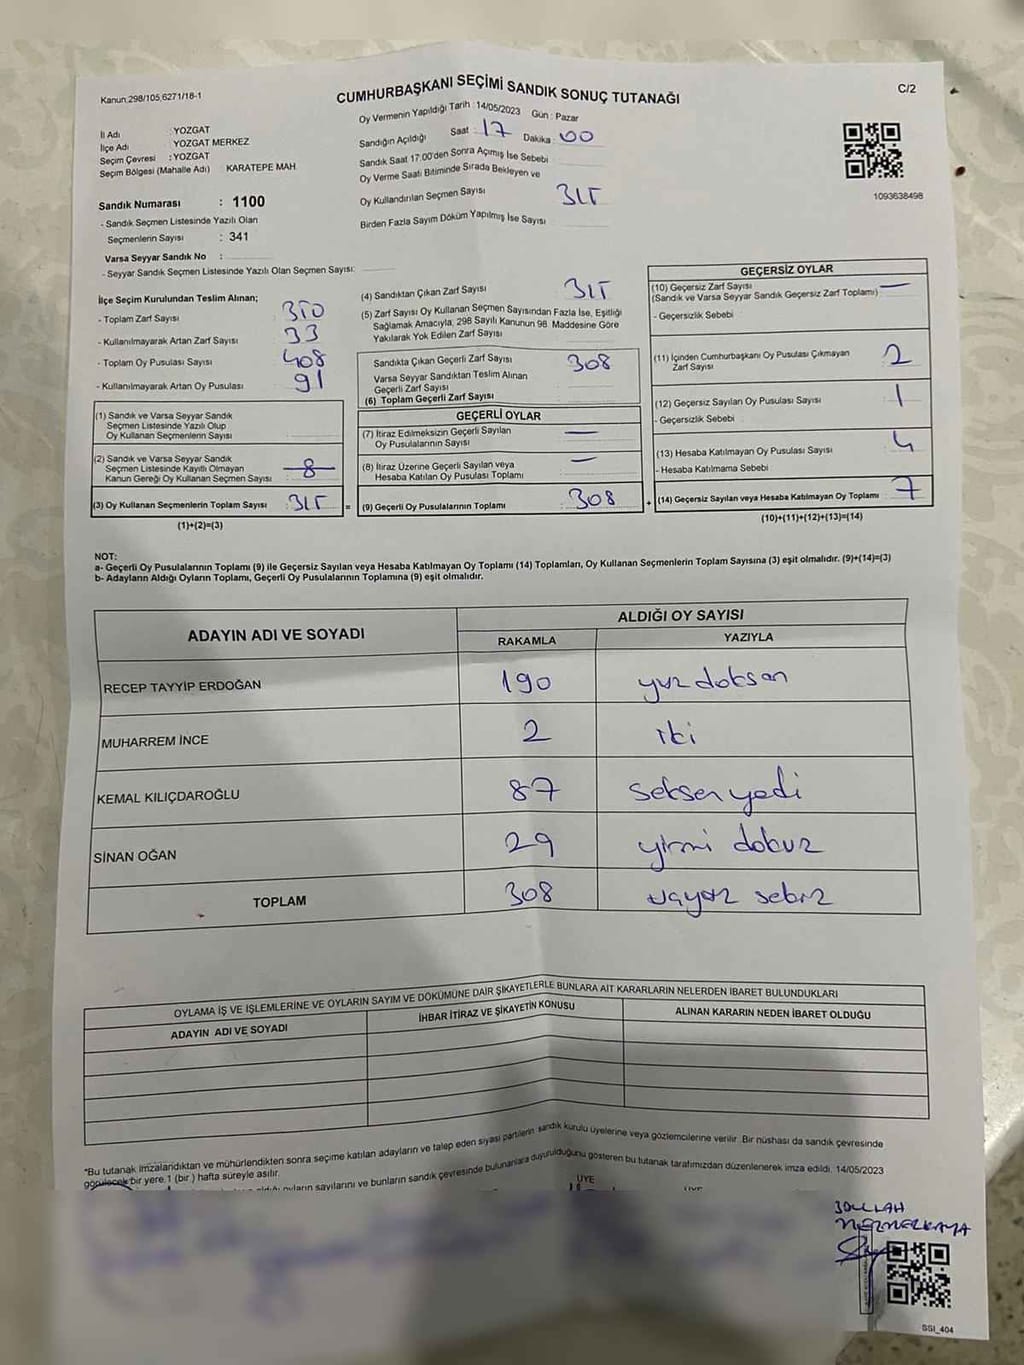 Kanun;298/105,6271/18-1
CUMHURBAŞKANI SEÇİMİ SANDIK SONUÇ TUTANAĞI
C/2
İl Adı : YOZGAT
İlçe Adı : YOZGAT MERKEZ
Seçim Çevresi : YOZGAT
Seçim Bölgesi (Mahalle Adı) KARATEPE MAH.
Oy Vermenin Yapıldığı Tarih : 14/05/2023 Gün : Pazar
Sandığın Açıldığı Saat : 17 Dakika : 00
Sandık Saat 17:00'den Sonra Açımış İse Sebebi
Oy Verme Saati Bitiminde Sırada Bekleyen ve
Oy Kullandırılan Seçmen Sayısı 315
Birden Fazla Sayım Döküm Yapılmış İse Sayısı
1093638498
Sandık Numarası : 1100
- Sandık Seçmen Listesinde Yazılı Olan
Seçmenlerin Sayısı : 341
Varsa Seyyar Sandık No :
- Seyyar Sandık Seçmen Listesinde Yazılı Olan Seçmen Sayısı:
İlçe Seçim Kurulundan Teslim Alınan;
- Toplam Zarf Sayısı 350
- Kullanılmayarak Artan Zarf Sayısı 33
- Toplam Oy Pusulası Sayısı 408
- Kullanılmayarak Artan Oy Pusulası 91
(1) Sandık ve Varsa Seyyar Sandık
Seçmen Listesinde Yazılı Olup
Oy Kullanan Seçmenlerin Sayısı
(2) Sandık ve Varsa Seyyar Sandık
Seçmen Listesinde Kayıtlı Olmayan
Kanun Gereği Oy Kullanan Seçmen Sayısı 8
(3) Oy Kullanan Seçmenlerin Toplam Sayısı 315 =
(1)+(2)=(3)
(4) Sandıktan Çıkan Zarf Sayısı 315
(5) Zarf Sayısı Oy Kullanan Seçmen Sayısından Fazla İse, Eşitliği
Sağlamak Amacıyla, 298 Sayılı Kanunun 98. Maddesine Göre
Yakılarak Yok Edilen Zarf Sayısı
Sandıkta Çıkan Geçerli Zarf Sayısı 308
Varsa Seyyar Sandıktan Teslim Alınan
Geçerli Zarf Sayısı
(6) Toplam Geçerli Zarf Sayısı
GEÇERLİ OYLAR
(7) İtiraz Edilmeksizin Geçerli Sayılan
Oy Pusulalarının Sayısı —
(8) İtiraz Üzerine Geçerli Sayılan veya
Hesaba Katılan Oy Pusulası Toplamı —
(9) Geçerli Oy Pusulalarının Toplamı 308 +
GEÇERSİZ OYLAR
(10) Geçersiz Zarf Sayısı —
(Sandık ve Varsa Seyyar Sandık Geçersiz Zarf Toplamı)
- Geçersizlik Sebebi
(11) İçinden Cumhurbaşkanı Oy Pusulası Çıkmayan
Zarf Sayısı 2
(12) Geçersiz Sayılan Oy Pusulası Sayısı 1
- Geçersizlik Sebebi
(13) Hesaba Katılmayan Oy Pusulası Sayısı 4
- Hesaba Katılmama Sebebi
(14) Geçersiz Sayılan veya Hesaba Katılmayan Oy Toplamı 7
(10)+(11)+(12)+(13)=(14)
NOT:
a- Geçerli Oy Pusulalarının Toplamı (9) ile Geçersiz Sayılan veya Hesaba Katılmayan Oy Toplamı (14) Toplamları, Oy Kullanan Seçmenlerin Toplam Sayısına (3) eşit olmalıdır. (9)+(14)=(3)
b- Adayların Aldığı Oyların Toplamı, Geçerli Oy Pusulalarının Toplamına (9) eşit olmalıdır.
ADAYIN ADI VE SOYADI
ALDIĞI OY SAYISI
RAKAMLA YAZIYLA
RECEP TAYYİP ERDOĞAN 190 yüz doksan
MUHARREM İNCE 2 iki
KEMAL KILIÇDAROĞLU 87 seksen yedi
SİNAN OĞAN 29 yirmi dokuz
TOPLAM 308 sekiz
OYLAMA İŞ VE İŞLEMLERİNE VE OYLARIN SAYIM VE DÖKÜMÜNE DAİR ŞİKAYETLERLE BUNLARA AİT KARARLARIN NELERDEN İBARET BULUNDUKLARI
ADAYIN ADI VE SOYADI İHBAR İTİRAZ VE ŞİKAYETİN KONUSU ALINAN KARARIN NEDEN İBARET OLDUĞU
*Bu tutanak imzalandıktan ve mühürlendikten sonra seçime katılan adayların ve talep eden siyasi partilerin sandık kurulu üyelerine veya gözlemcilerine verilir. Bir nüshası da sandık çevresinde
görülecek bir yere 1 (bir ) hafta süreyle asılır.
oyların sayılarını ve bunların sandık çevresinde bulunanlara duyurulduğunu gösteren bu tutanak tarafımızdan düzenlenerek imza edildi. 14/05/2023
ÜYE
SSI_404